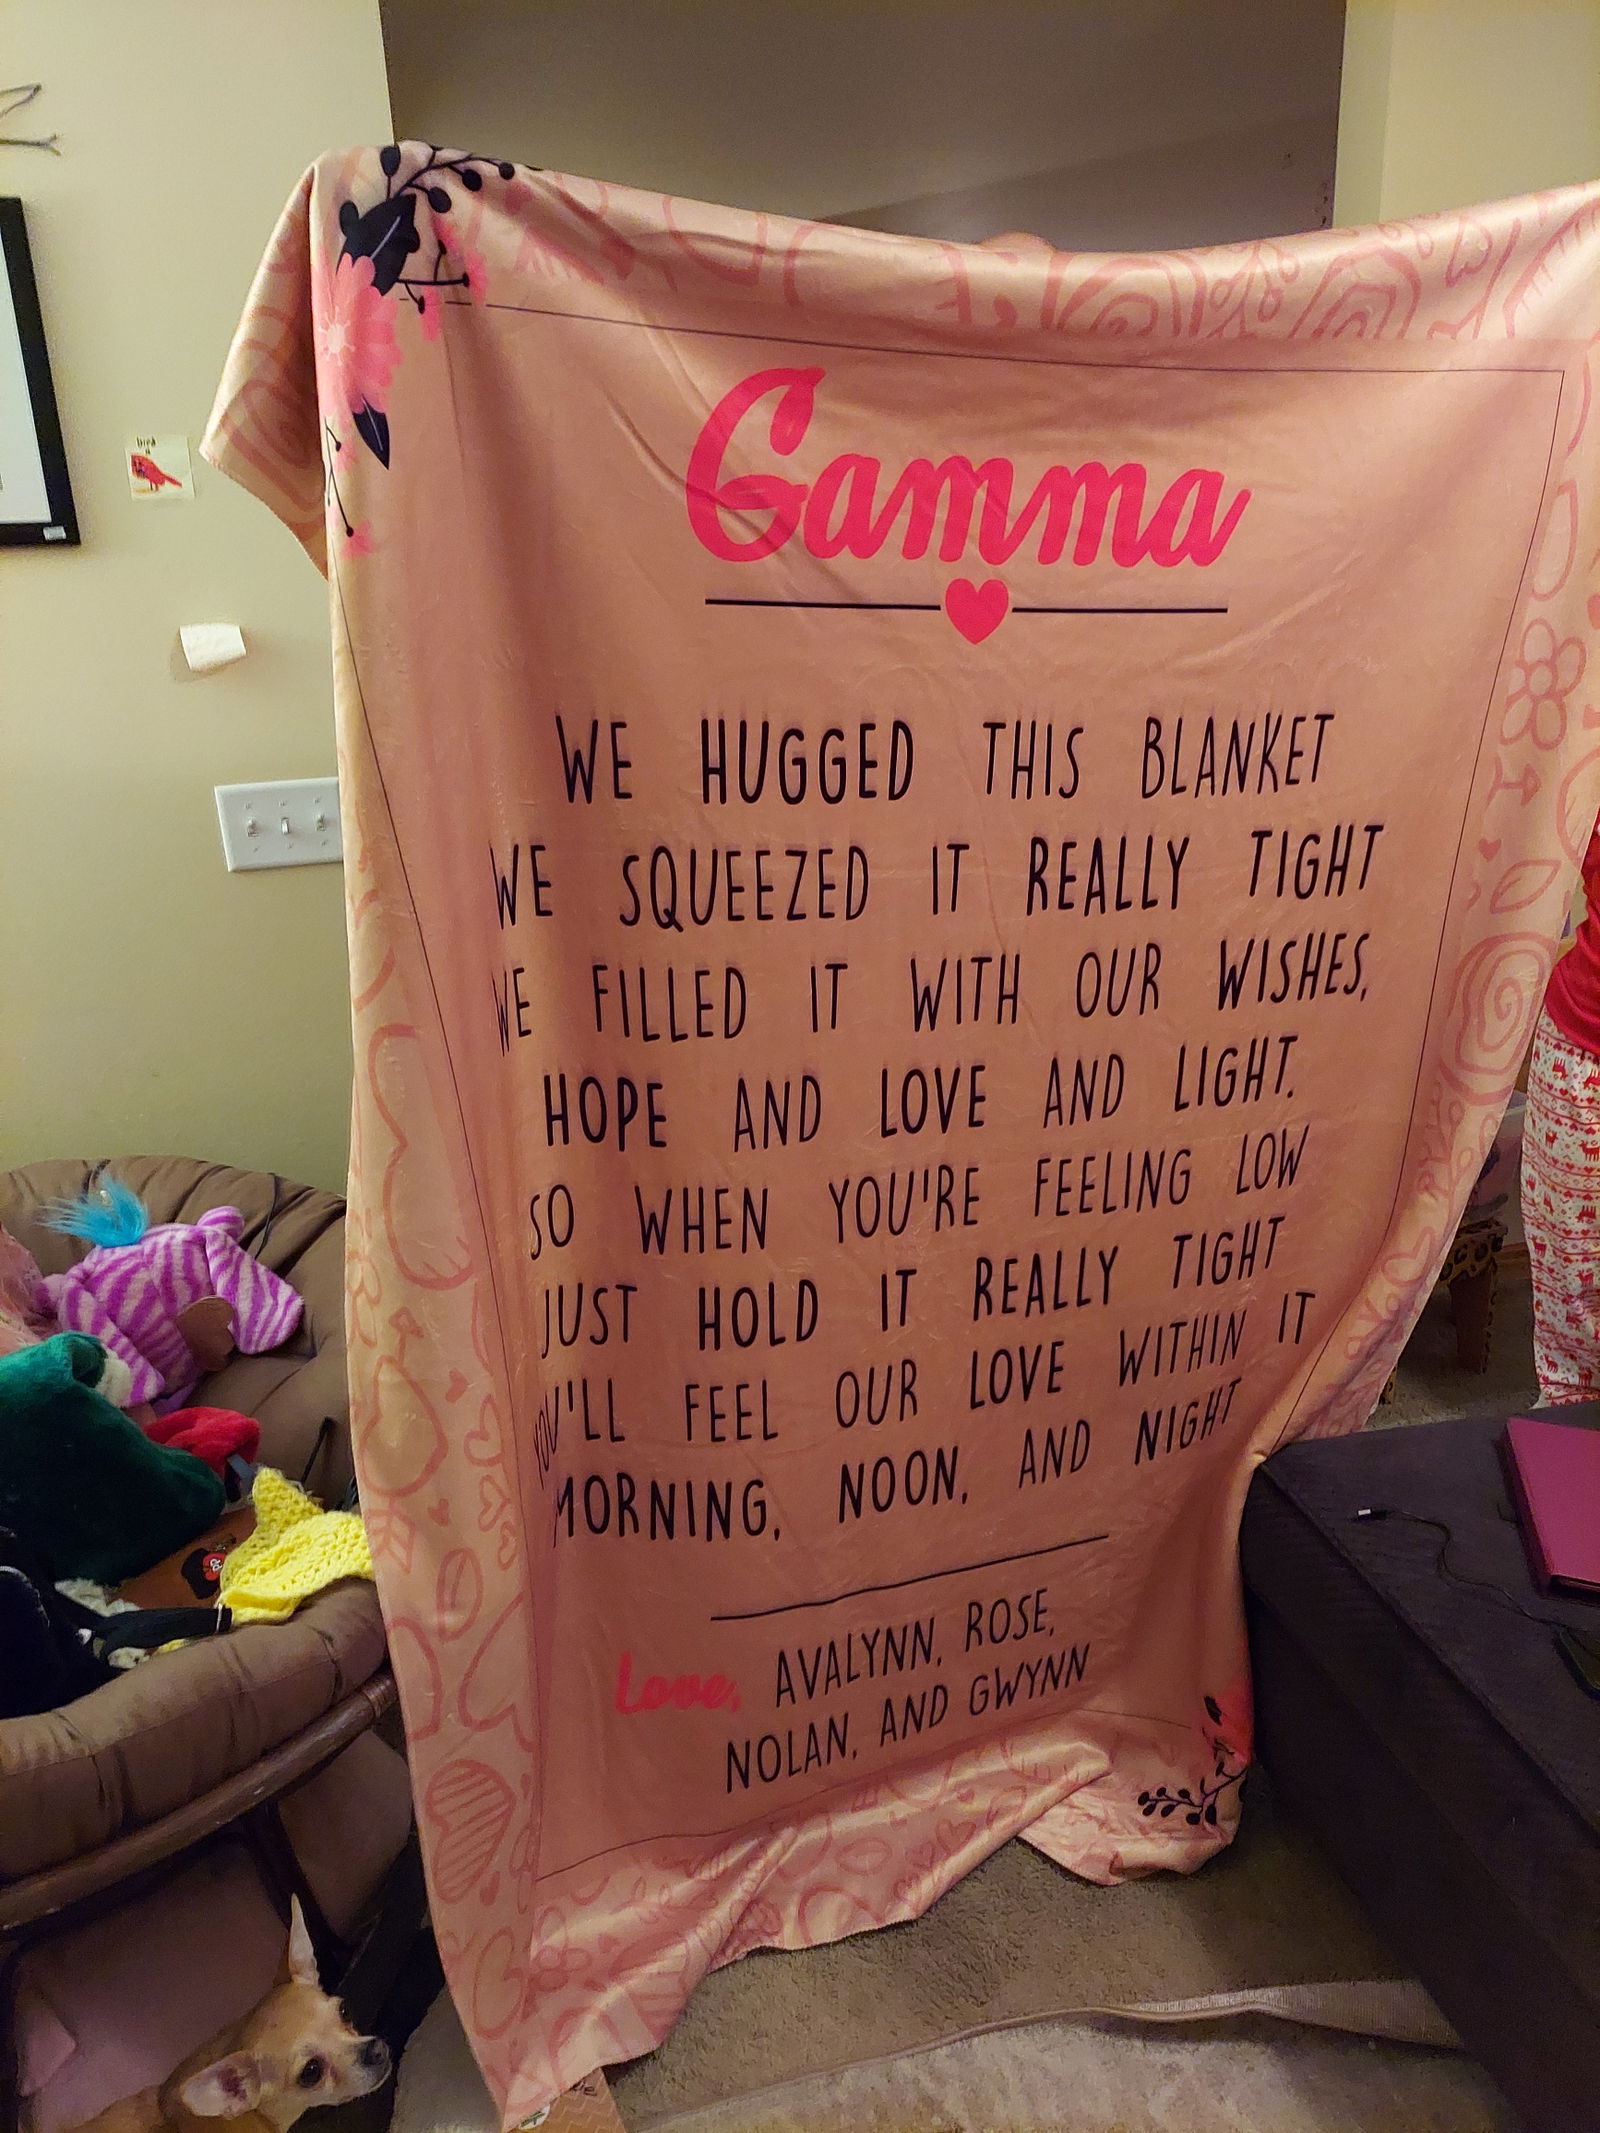 bird
Gamma
WE HUGGED THIS BLANKET
WE SQUEEZED IT REALLY TIGHT
WE FILLED IT WITH OUR WISHES,
HOPE AND LOVE AND LIGHT.
SO WHEN YOU'RE FEELING LOW
JUST HOLD IT REALLY TIGHT
YOU'LL FEEL OUR LOVE WITHIN IT
MORNING, NOON, AND NIGHT
Love, AVALYNN, ROSE,
NOLAN, AND GWYNN